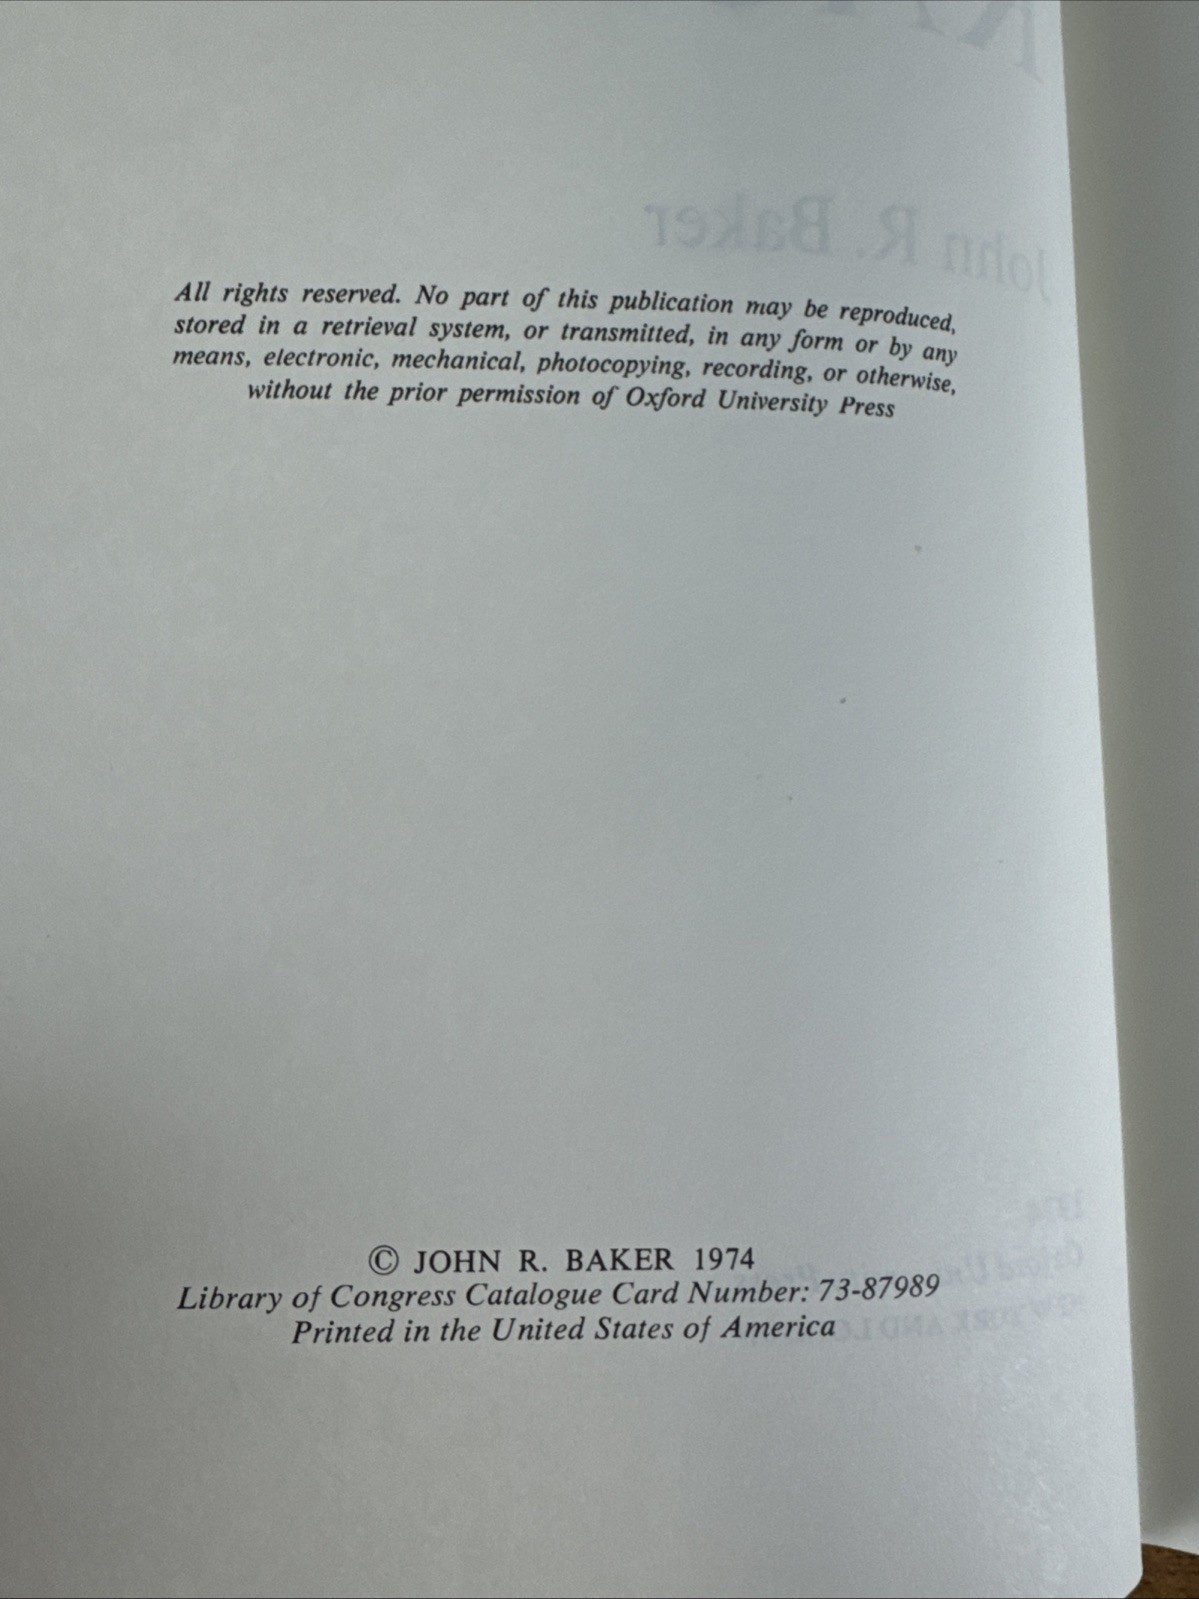 John R. Baker
All rights reserved. No part of this publication may be reproduced,
stored in a retrieval system, or transmitted, in any form or by any
means, electronic, mechanical, photocopying, recording, or otherwise,
without the prior permission of Oxford University Press
© JOHN R. BAKER 1974
Library of Congress Catalogue Card Number: 73-87989
Printed in the United States of America